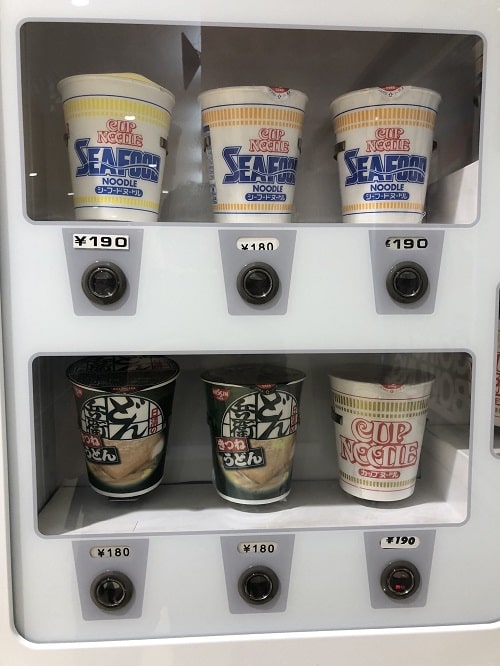 CUP
NOODLE
SEAFOOD
NOODLE
シーフードヌードル
CUP
NOODLE
SEAFOOD
NOODLE
シーフードヌードル
CUP
NOODLE
SEAFOOD
NOODLE
シーフードヌードル
¥190
¥180
¥190
どん
兵衛
きつね
うどん
NISSIN
どん
兵衛
きつね
うどん
CUP
NOODLE
カップヌードル
¥180
¥180
¥190